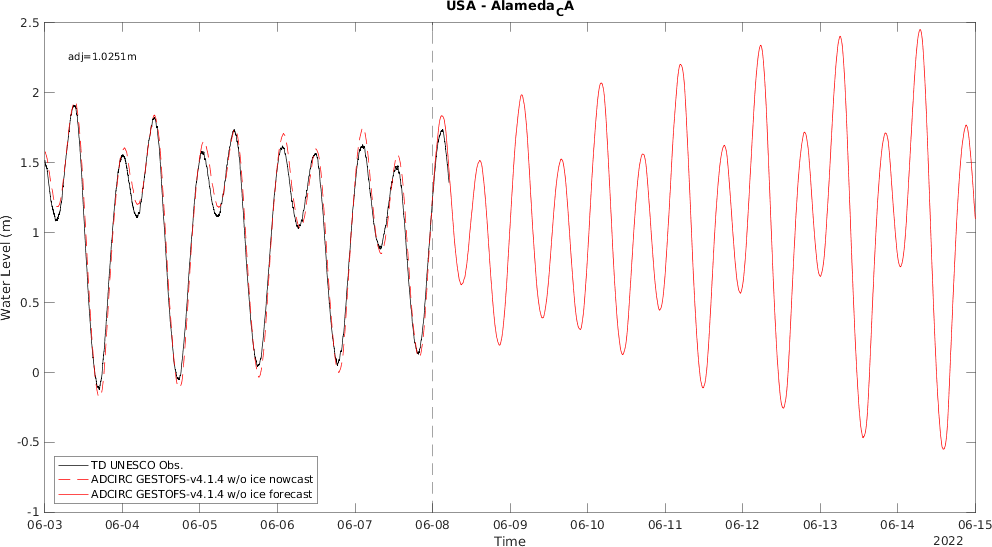 USA - Alameda_CA
adj=1.0251m
2.5
2
1.5
1
0.5
0
-0.5
-1
Water Level (m)
TD UNESCO Obs.
ADCIRC GESTOFS-v4.1.4 w/o ice nowcast
ADCIRC GESTOFS-v4.1.4 w/o ice forecast
06-03 06-04 06-05 06-06 06-07 06-08 06-09 06-10 06-11 06-12 06-13 06-14 06-15
Time
2022